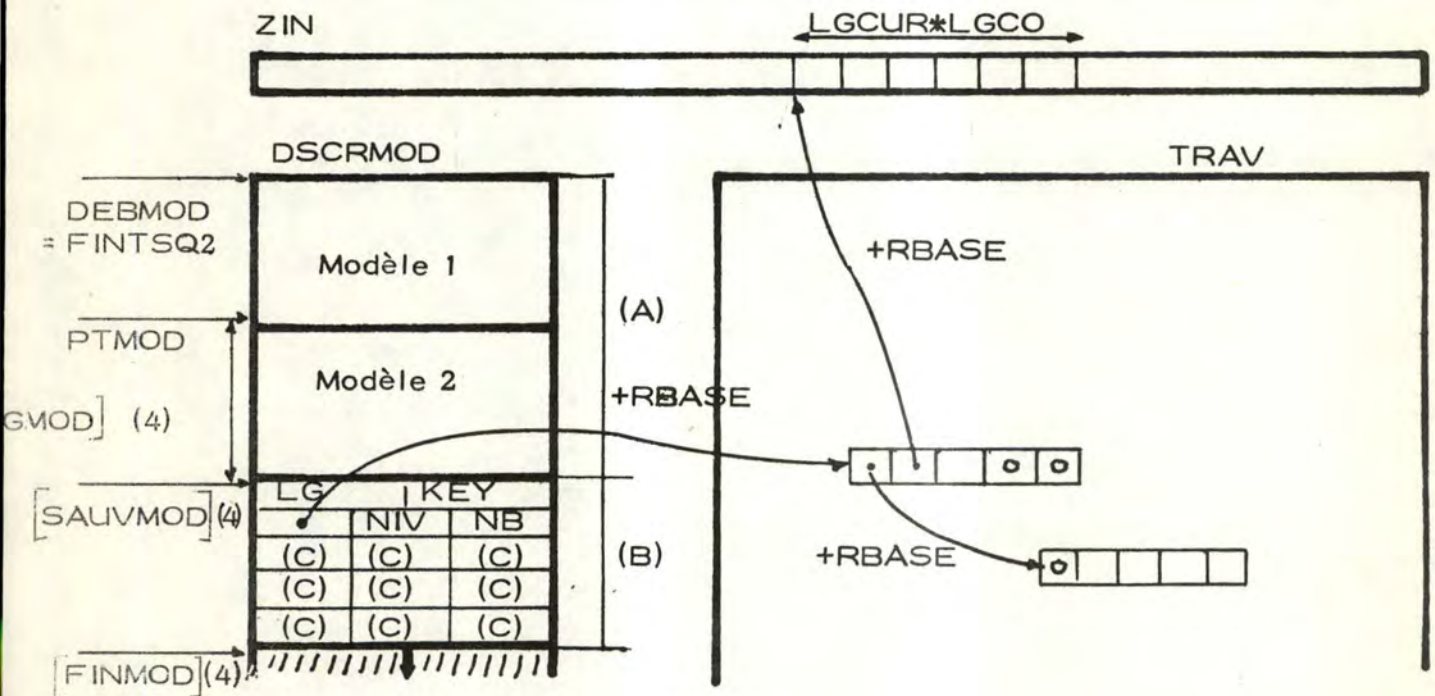 ZIN
LGCUR*LGCO
DSCRMOD
TRAV
DEBMOD
= FINTSQ2
Modèle 1
+RBASE
(A)
PTMOD
Modèle 2
+RBASE
GMOD] (4)
LG KEY
[SAUVMOD](4)
NIV NB
(C) (C) (C)
(B)
+RBASE
(C) (C) (C)
(C) (C) (C)
[FINMOD](4)